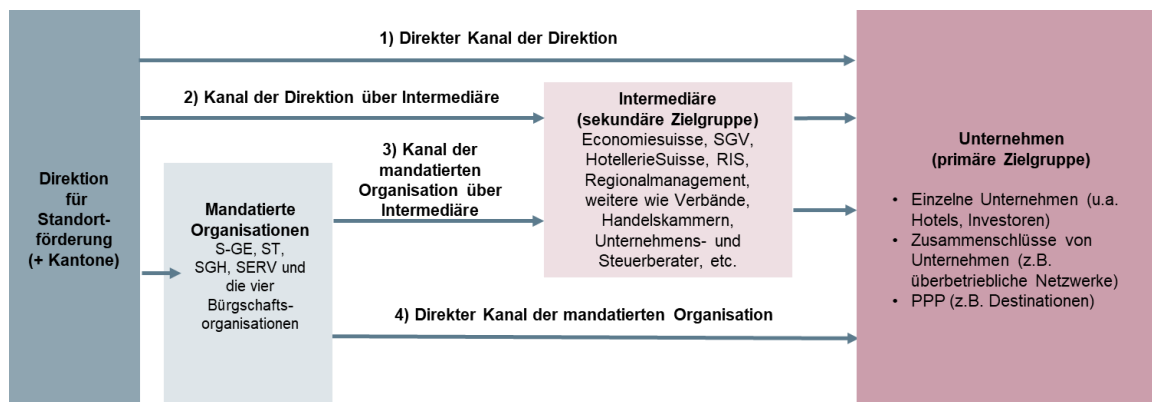 1) Direkter Kanal der Direktion
2) Kanal der Direktion über Intermediäre
Direktion
für
Standort-
förderung
(+ Kantone)
Mandatierte
Organisationen
S-GE, ST,
SGH, SERV und
die vier
Bürgschafts-
organisationen
3) Kanal der
mandatierten
Organisation über
Intermediäre
Intermediäre
(sekundäre Zielgruppe)
Economiesuisse, SGV,
HotellerieSuisse, RIS,
Regionalmanagement,
weitere wie Verbände,
Handelskammern,
Unternehmens- und
Steuerberater, etc.
4) Direkter Kanal der mandatierten Organisation
Unternehmen
(primäre Zielgruppe)
• Einzelne Unternehmen (u.a.
Hotels, Investoren)
• Zusammenschlüsse von
Unternehmen (z.B.
überbetriebliche Netzwerke)
• PPP (z.B. Destinationen)